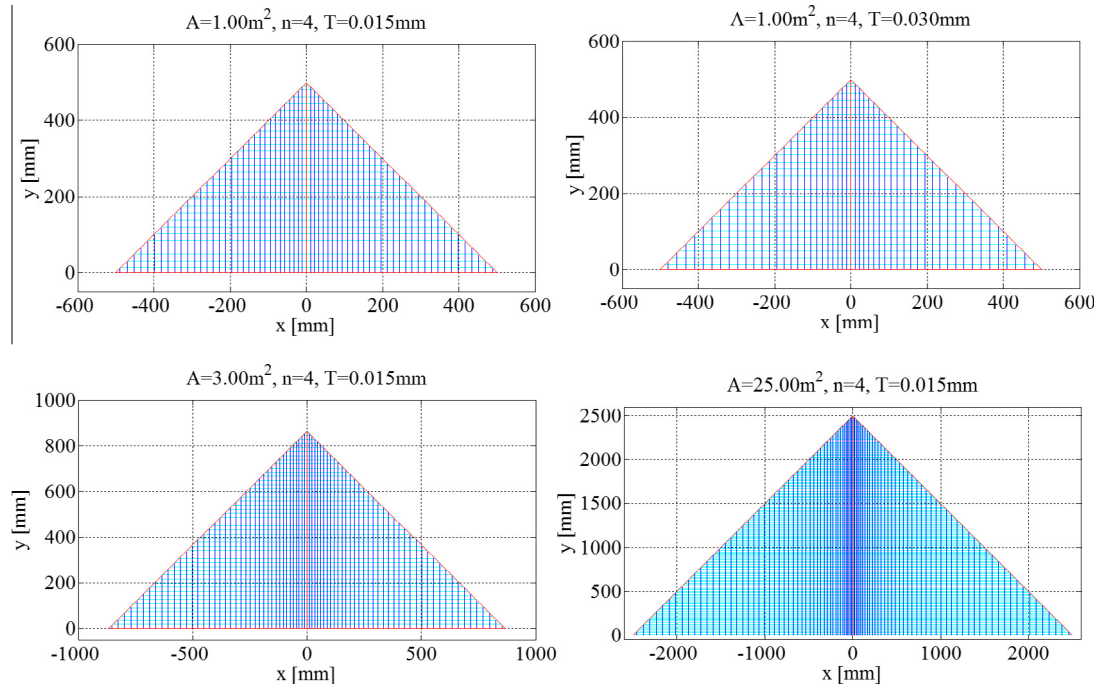 A=1.00m², n=4, T=0.015mm
600
400
200
0
-600 -400 -200 0 200 400 600
y [mm]
x [mm]
Λ=1.00m², n=4, T=0.030mm
600
400
200
0
-600 -400 -200 0 200 400 600
y [mm]
x [mm]
A=3.00m², n=4, T=0.015mm
1000
800
600
400
200
0
-1000 -500 0 500 1000
y [mm]
x [mm]
A=25.00m², n=4, T=0.015mm
2500
2000
1500
1000
500
0
-2000 -1000 0 1000 2000
y [mm]
x [mm]